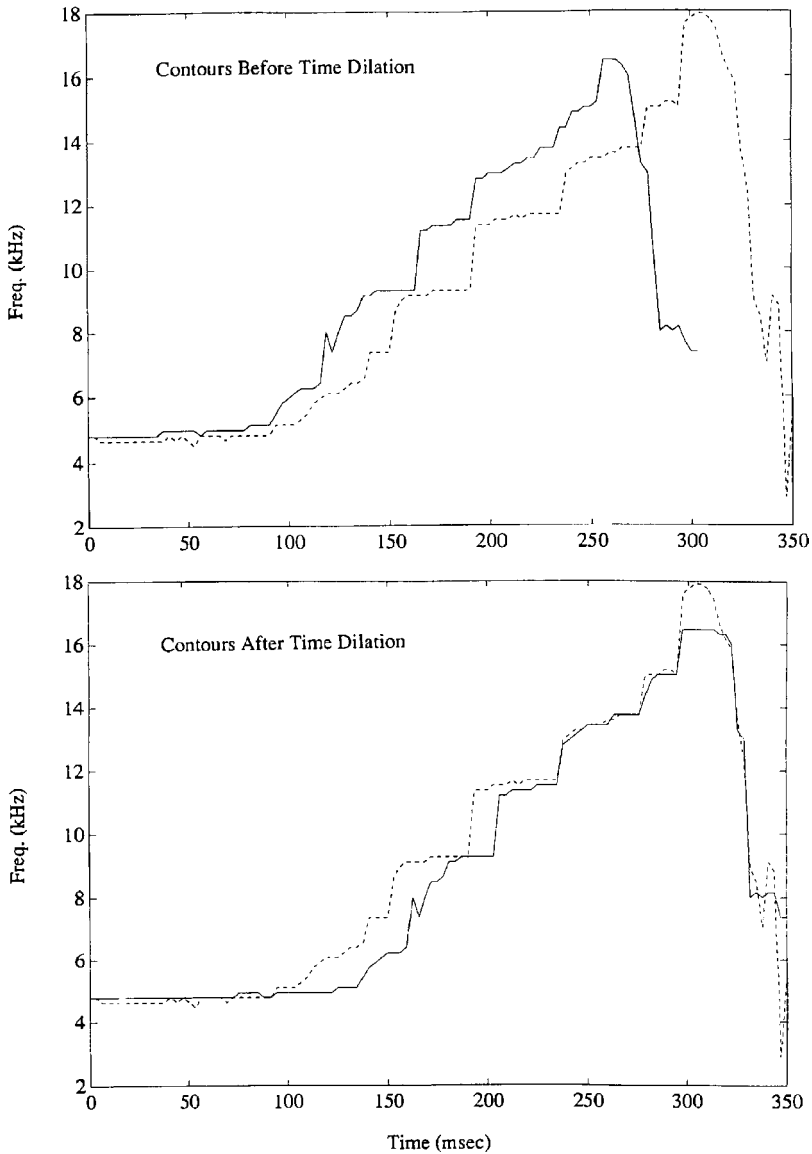 18
16
14
12
10
8
6
4
2
Freq. (kHz)
Contours Before Time Dilation
0 50 100 150 200 250 300 350
18
16
14
12
10
8
6
4
2
Freq. (kHz)
Contours After Time Dilation
0 50 100 150 200 250 300 350
Time (msec)